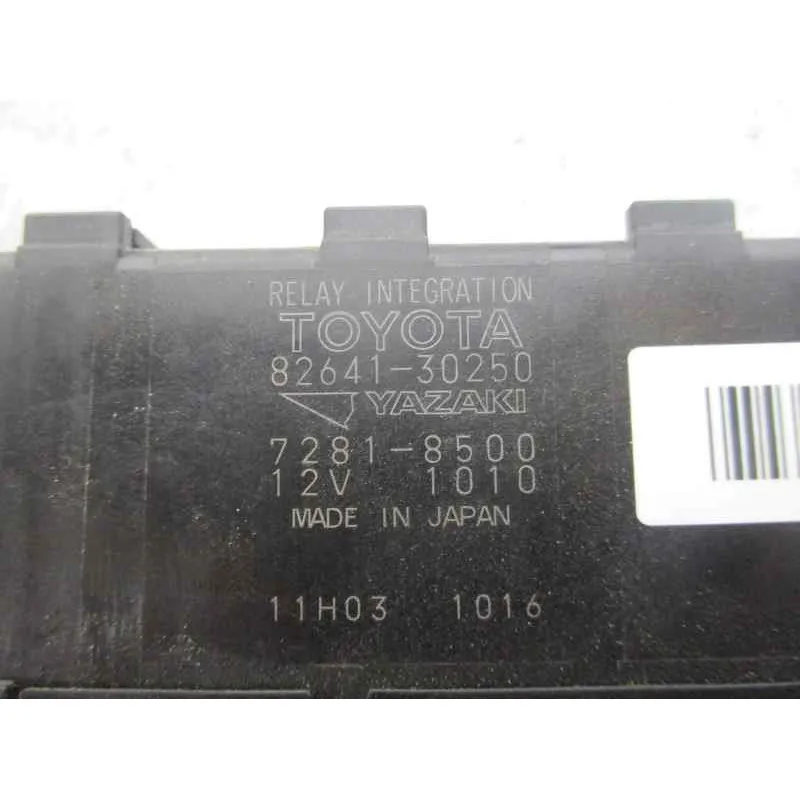 RELAY INTEGRATION
TOYOTA
82641-30250
YAZAKI
7281-8500
12V 1010
MADE IN JAPAN
11H03 1016